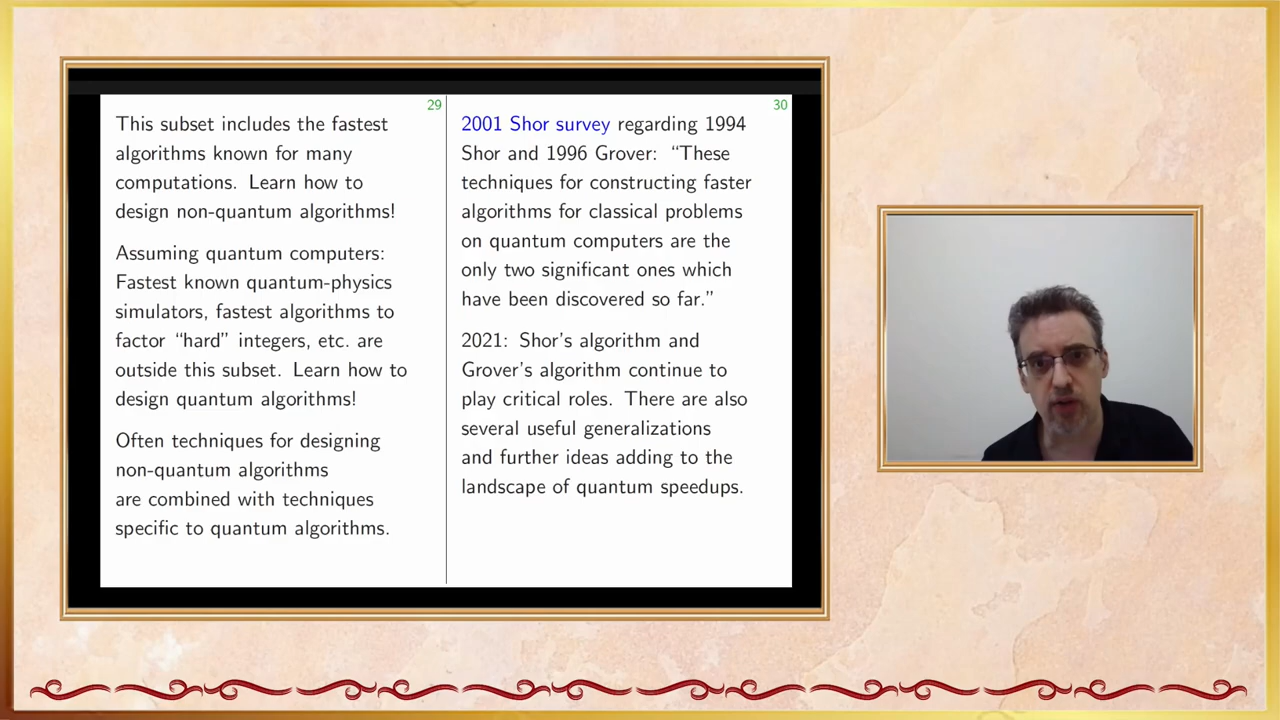 29
This subset includes the fastest
algorithms known for many
computations. Learn how to
design non-quantum algorithms!
Assuming quantum computers:
Fastest known quantum-physics
simulators, fastest algorithms to
factor “hard” integers, etc. are
outside this subset. Learn how to
design quantum algorithms!
Often techniques for designing
non-quantum algorithms
are combined with techniques
specific to quantum algorithms.
30
2001 Shor survey regarding 1994
Shor and 1996 Grover: “These
techniques for constructing faster
algorithms for classical problems
on quantum computers are the
only two significant ones which
have been discovered so far.”
2021: Shor’s algorithm and
Grover’s algorithm continue to
play critical roles. There are also
several useful generalizations
and further ideas adding to the
landscape of quantum speedups.